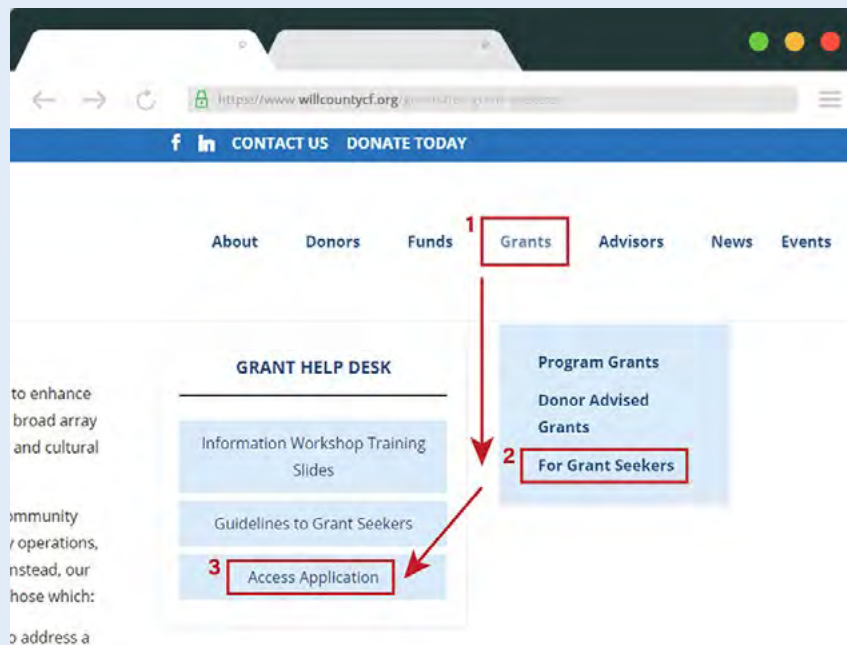 https://www.willcountycf.org
f in CONTACT US DONATE TODAY
1
About Donors Funds Grants Advisors News Events
GRANT HELP DESK
Information Workshop Training
Slides
Guidelines to Grant Seekers
3 Access Application
Program Grants
Donor Advised
Grants
2 For Grant Seekers
to enhance
broad array
and cultural
ommunity
operations,
nstead, our
hose which:
o address a